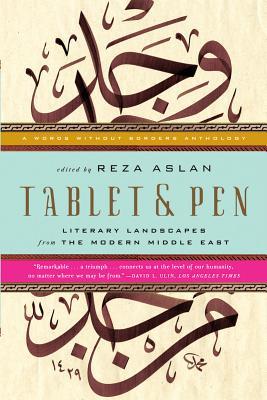 وَجَدَ
A WORDS WITHOUT BORDERS ANTHOLOGY
edited by REZA ASLAN
TABLET & PEN
LITERARY LANDSCAPES
from THE MODERN MIDDLE EAST
"Remarkable . . . a triumph . . . connects us at the level of our humanity,
no matter where we may be from." —DAVID L. ULIN, LOS ANGELES TIMES
مَن جَدَّ
١٤٢٩